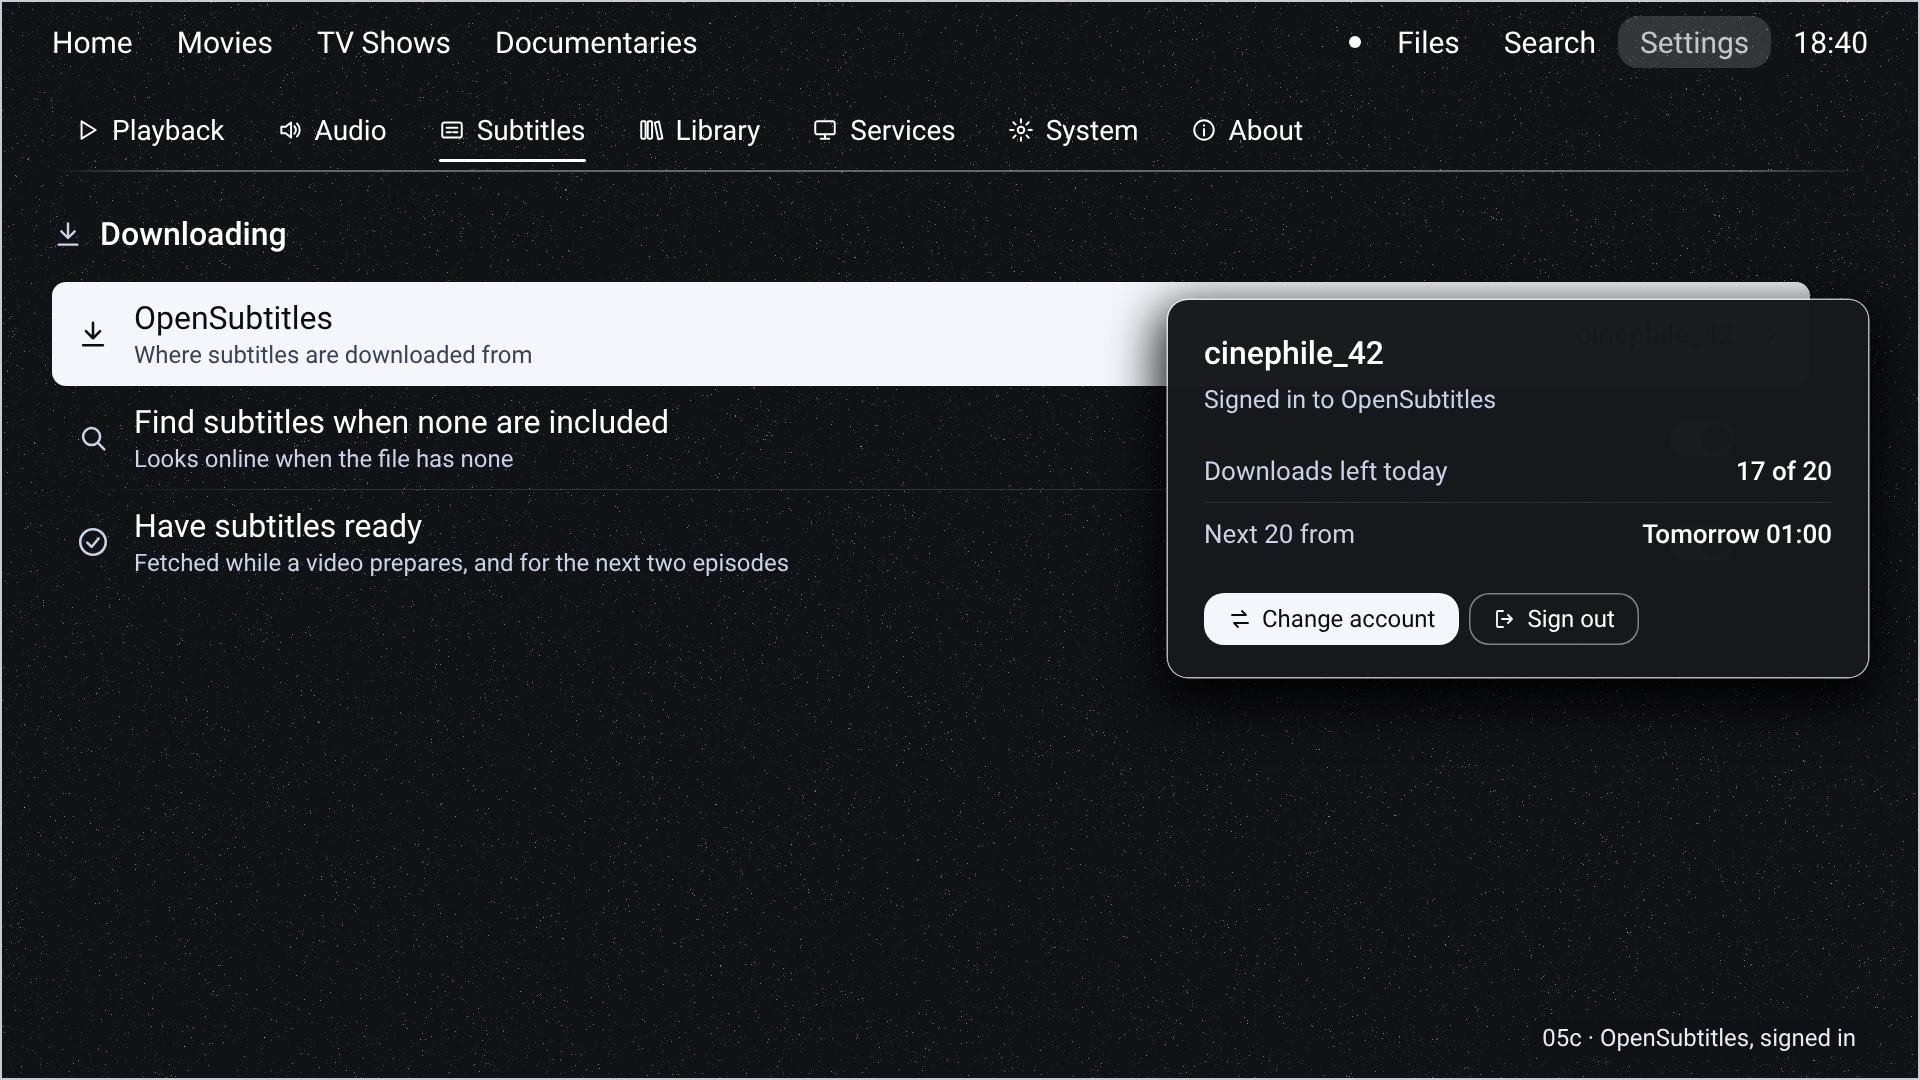 Home Movies TV Shows Documentaries Files Search Settings 18:40
Playback Audio Subtitles Library Services System About
Downloading
OpenSubtitles
Where subtitles are downloaded from
cinephile_42
Find subtitles when none are included
Looks online when the file has none
Have subtitles ready
Fetched while a video prepares, and for the next two episodes
cinephile_42
Signed in to OpenSubtitles
Downloads left today 17 of 20
Next 20 from Tomorrow 01:00
Change account Sign out
05c · OpenSubtitles, signed in